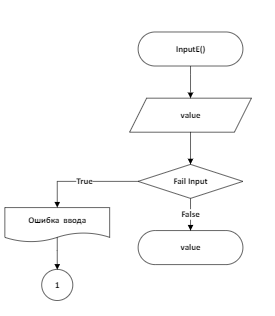 InputE()
value
True
Fail Input
Ошибка ввода
False
value
1